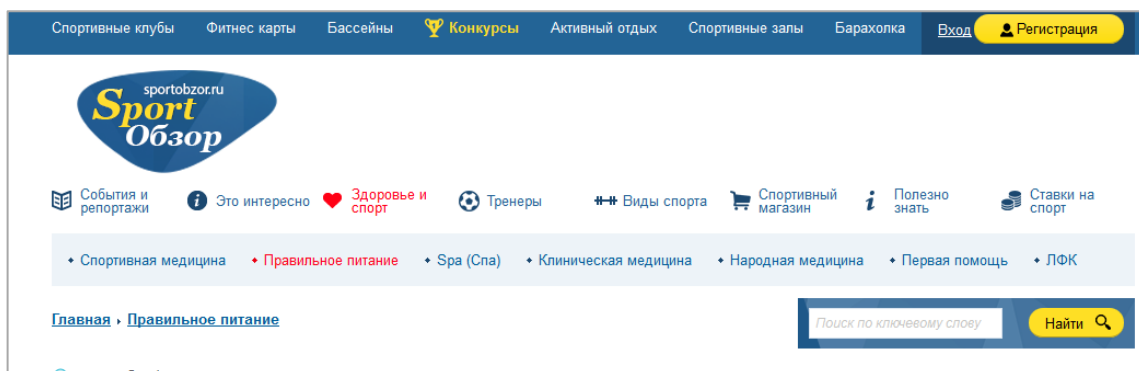 Спортивные клубы Фитнес карты Бассейны Конкурсы Активный отдых Спортивные залы Барахолка Вход Регистрация
sportobzor.ru
Sport
Обзор
События и репортажи Это интересно Здоровье и спорт Тренеры Виды спорта Спортивный магазин Полезно знать Ставки на спорт
Спортивная медицина Правильное питание Spa (Спа) Клиническая медицина Народная медицина Первая помощь ЛФК
Главная › Правильное питание
Поиск по ключевому слову Найти